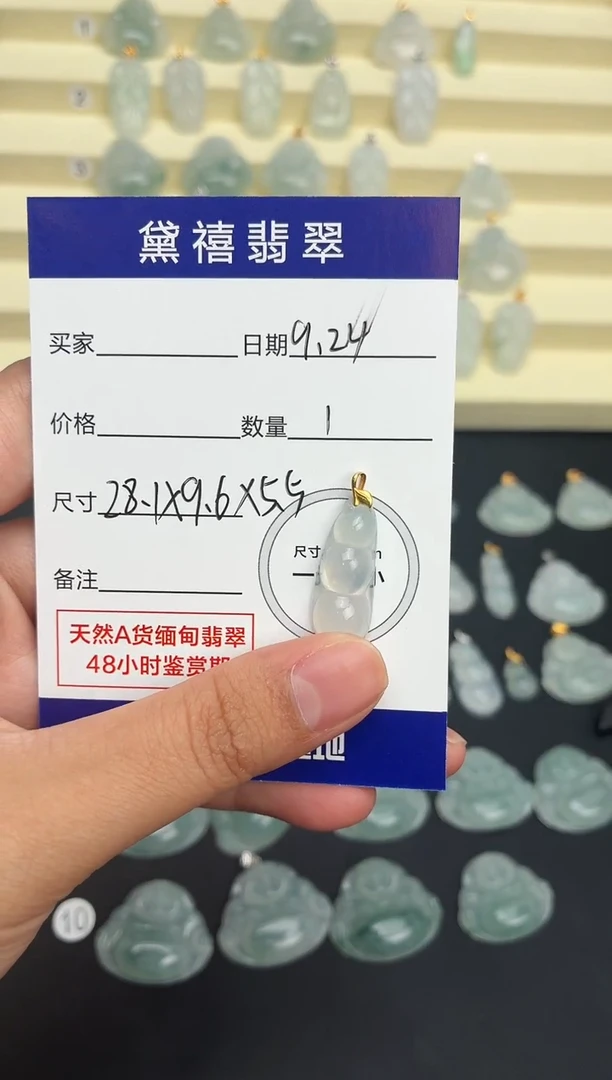 黛禧翡翠
买家 日期 9.24
价格 数量 1
尺寸 28.1X9.6X5.5
尺寸
备注
天然A货缅甸翡翠
48小时鉴赏期
10